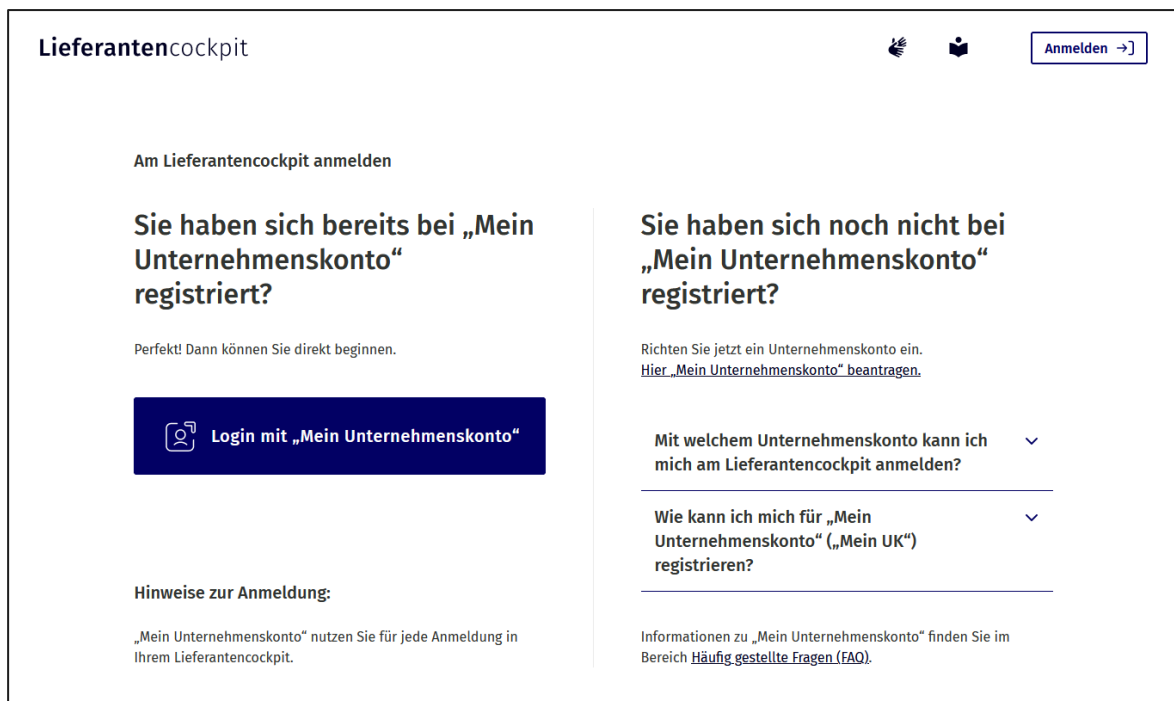 Lieferantencockpit
Anmelden
Am Lieferantencockpit anmelden
Sie haben sich bereits bei „Mein
Unternehmenskonto“
registriert?
Perfekt! Dann können Sie direkt beginnen.
Login mit „Mein Unternehmenskonto“
Hinweise zur Anmeldung:
„Mein Unternehmenskonto“ nutzen Sie für jede Anmeldung in
Ihrem Lieferantencockpit.
Sie haben sich noch nicht bei
„Mein Unternehmenskonto“
registriert?
Richten Sie jetzt ein Unternehmenskonto ein.
Hier „Mein Unternehmenskonto“ beantragen.
Mit welchem Unternehmenskonto kann ich
mich am Lieferantencockpit anmelden?
Wie kann ich mich für „Mein
Unternehmenskonto“ („Mein UK“)
registrieren?
Informationen zu „Mein Unternehmenskonto“ finden Sie im
Bereich Häufig gestellte Fragen (FAQ).